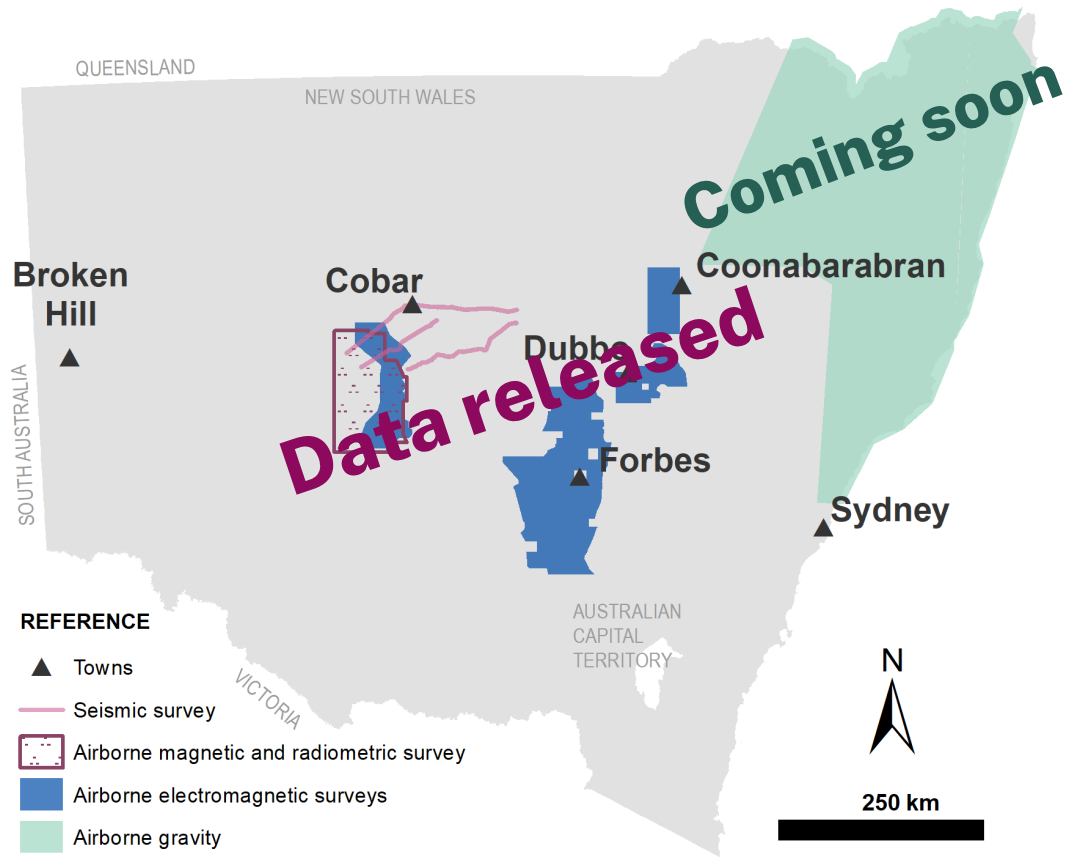 QUEENSLAND
NEW SOUTH WALES
Coming soon
Broken
Hill
Cobar
Coonabarabran
Dubbo
Data released
SOUTH AUSTRALIA
Forbes
Sydney
AUSTRALIAN
CAPITAL
TERRITORY
VICTORIA
REFERENCE
Towns
Seismic survey
Airborne magnetic and radiometric survey
Airborne electromagnetic surveys
Airborne gravity
N
250 km